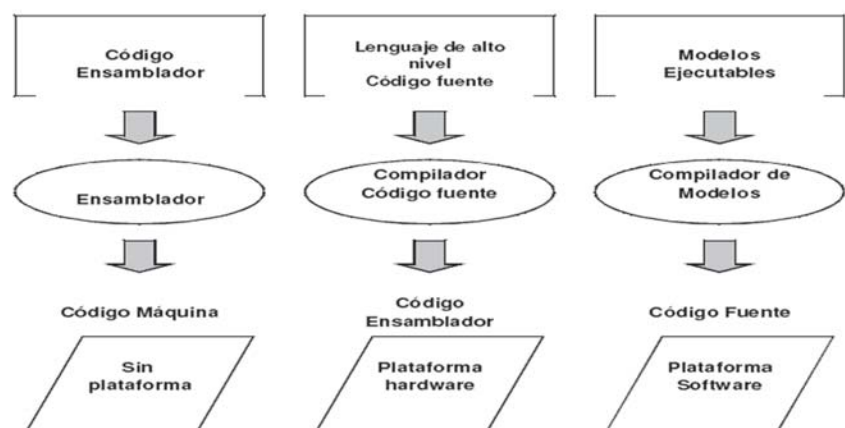 Código
Ensamblador
Lenguaje de alto
nivel
Código fuente
Modelos
Ejecutables
Ensamblador
Compilador
Código fuente
Compilador de
Modelos
Código Máquina
Código
Ensamblador
Código Fuente
Sin
plataforma
Plataforma
hardware
Plataforma
Software